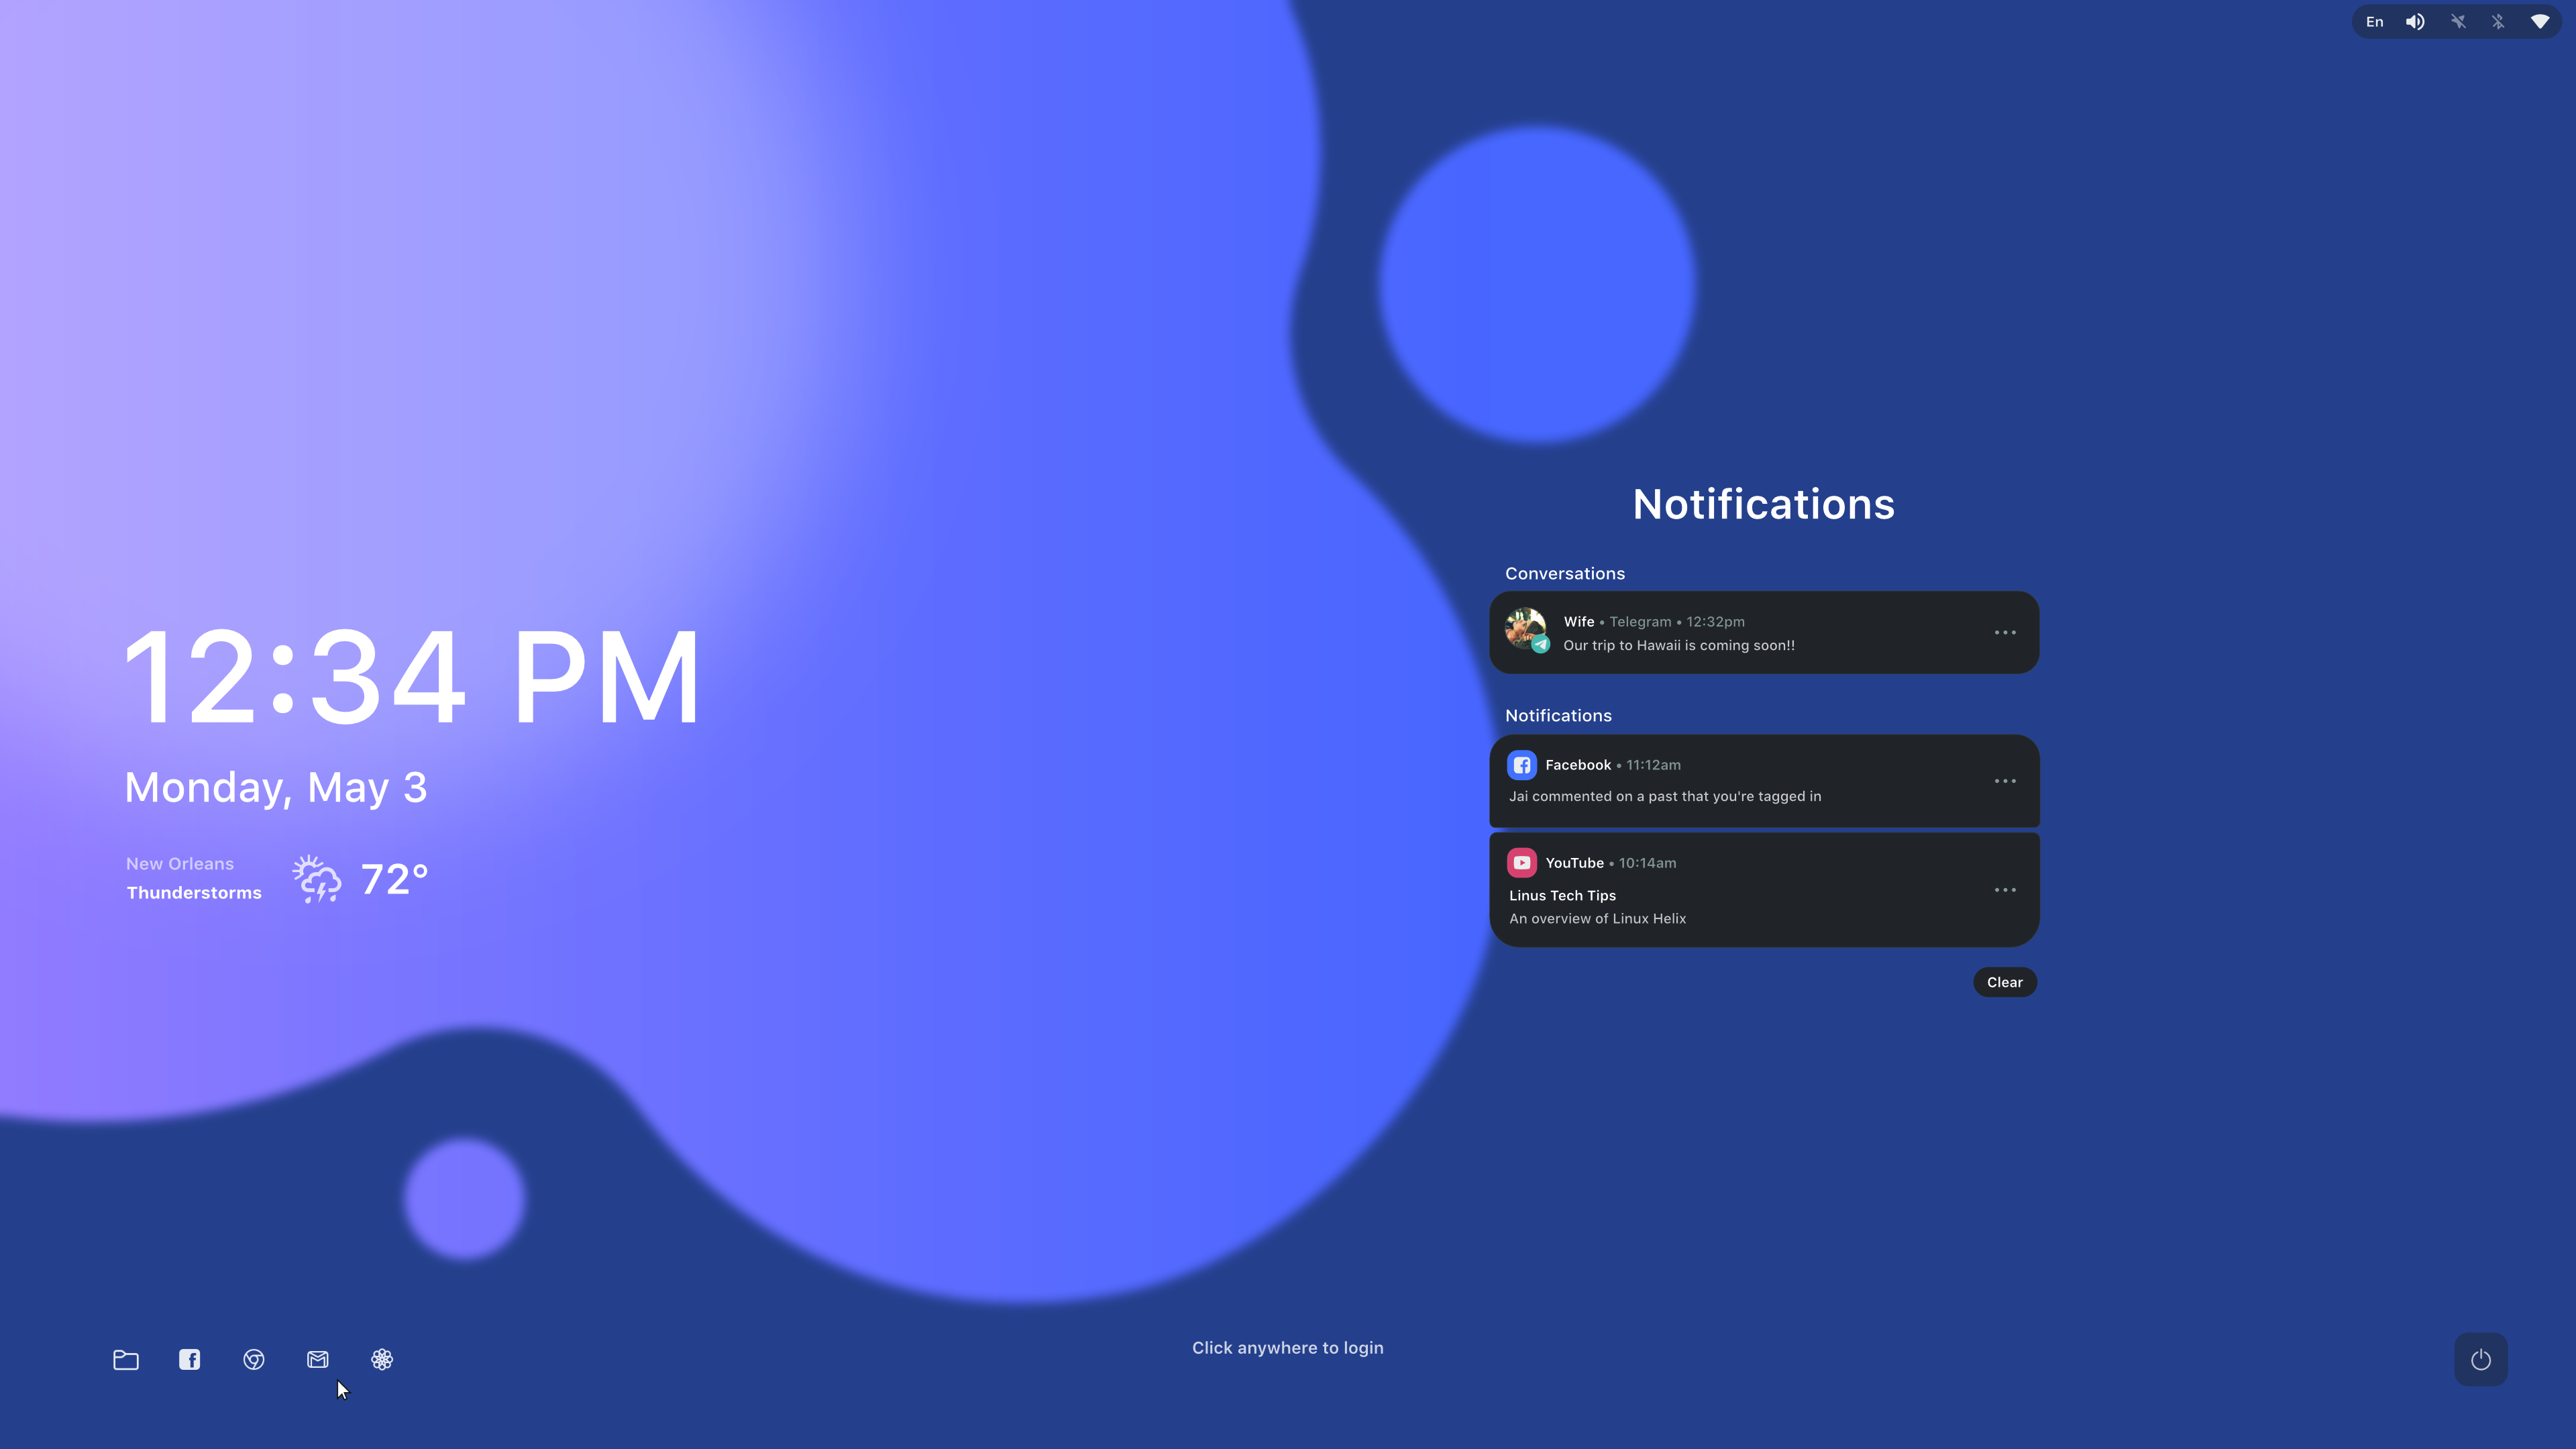 En
12:34 PM
Monday, May 3
New Orleans
Thunderstorms
72°
Notifications
Conversations
Wife • Telegram • 12:32pm
Our trip to Hawaii is coming soon!!
Notifications
Facebook • 11:12am
Jai commented on a past that you're tagged in
YouTube • 10:14am
Linus Tech Tips
An overview of Linux Helix
Clear
Click anywhere to login